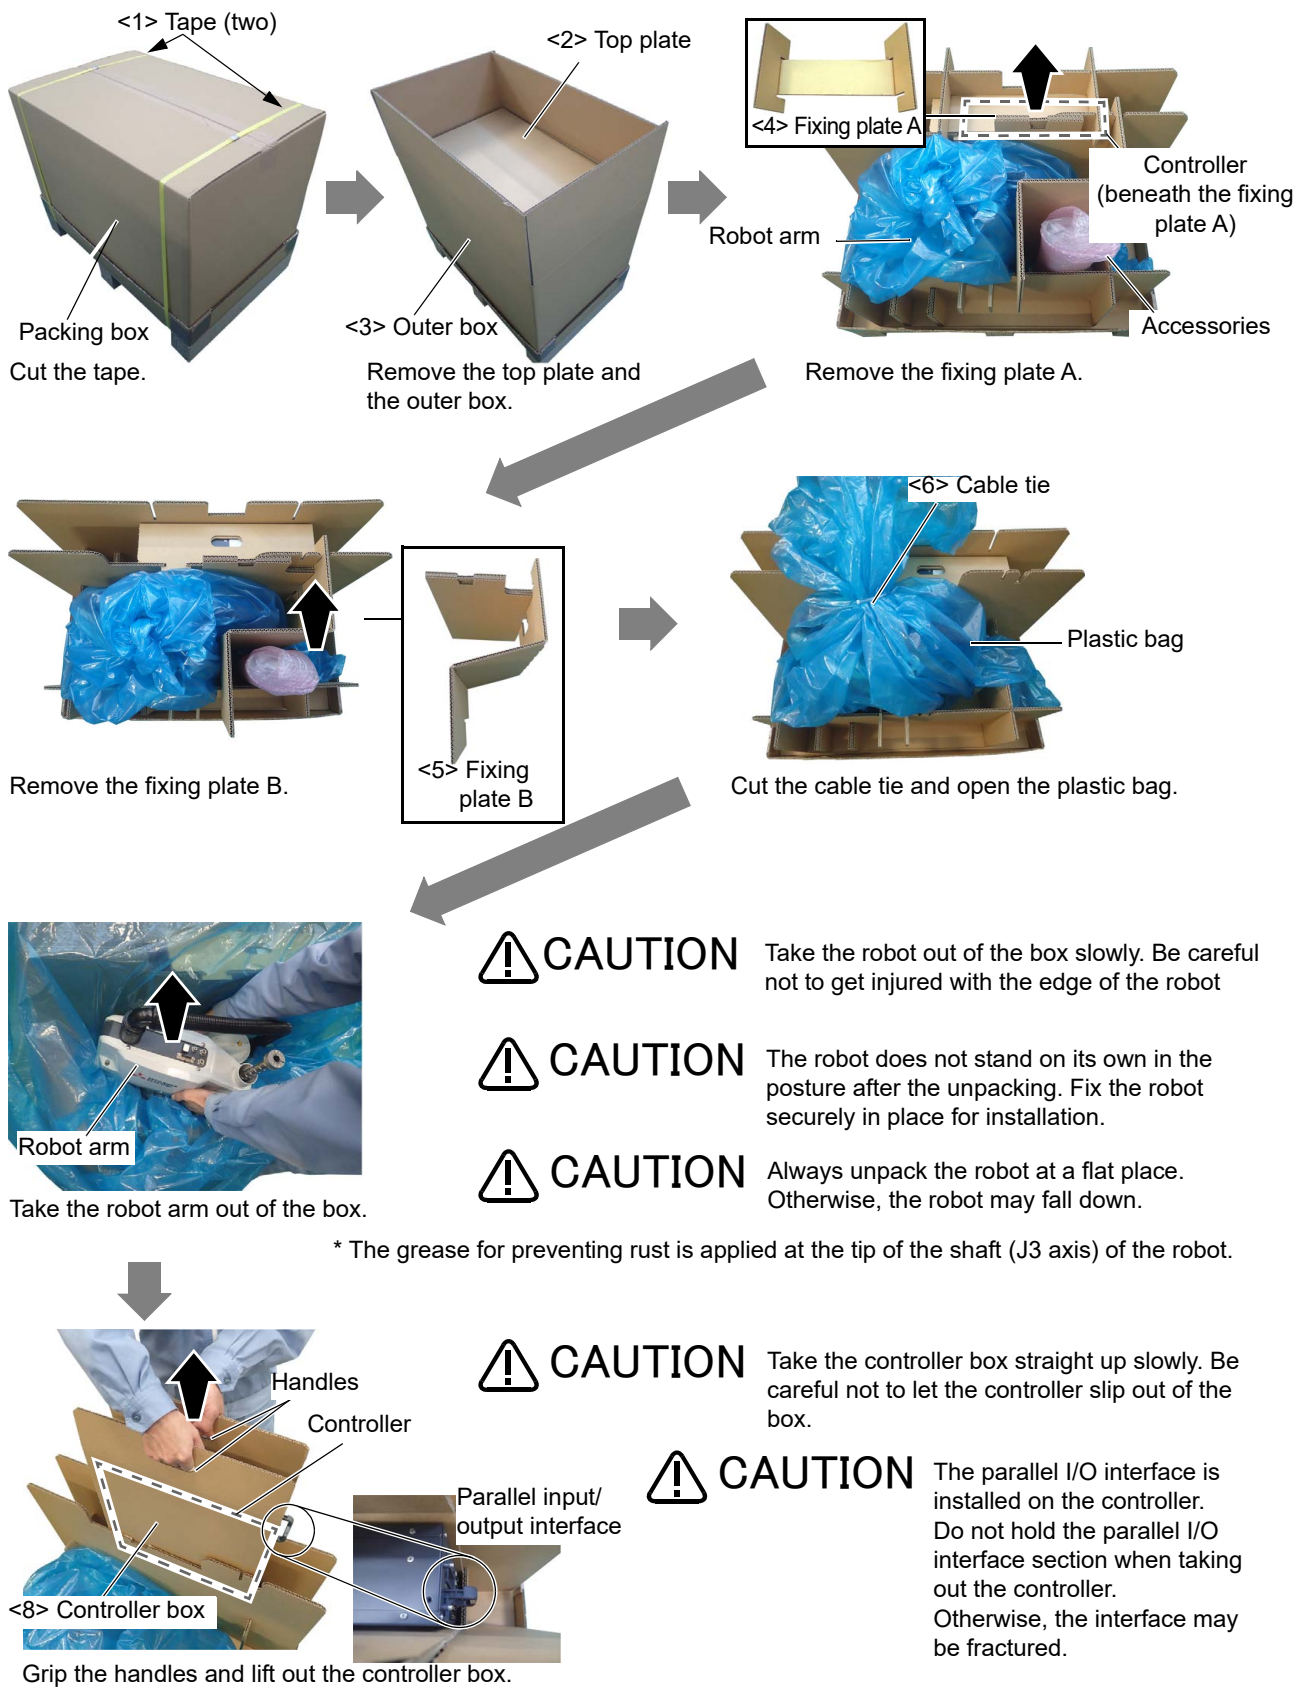 <1> Tape (two)
Packing box
Cut the tape.
<2> Top plate
<3> Outer box
Remove the top plate and
the outer box.
<4> Fixing plate A
Controller
(beneath the fixing
plate A)
Robot arm
Accessories
Remove the fixing plate A.
<5> Fixing
plate B
Remove the fixing plate B.
<6> Cable tie
Plastic bag
Cut the cable tie and open the plastic bag.
Robot arm
Take the robot arm out of the box.
CAUTION
Take the robot out of the box slowly. Be careful
not to get injured with the edge of the robot
CAUTION
The robot does not stand on its own in the
posture after the unpacking. Fix the robot
securely in place for installation.
CAUTION
Always unpack the robot at a flat place.
Otherwise, the robot may fall down.
* The grease for preventing rust is applied at the tip of the shaft (J3 axis) of the robot.
Handles
Controller
Parallel input/
output interface
<8> Controller box
Grip the handles and lift out the controller box.
CAUTION
Take the controller box straight up slowly. Be
careful not to let the controller slip out of the
box.
CAUTION
The parallel I/O interface is
installed on the controller.
Do not hold the parallel I/O
interface section when taking
out the controller.
Otherwise, the interface may
be fractured.